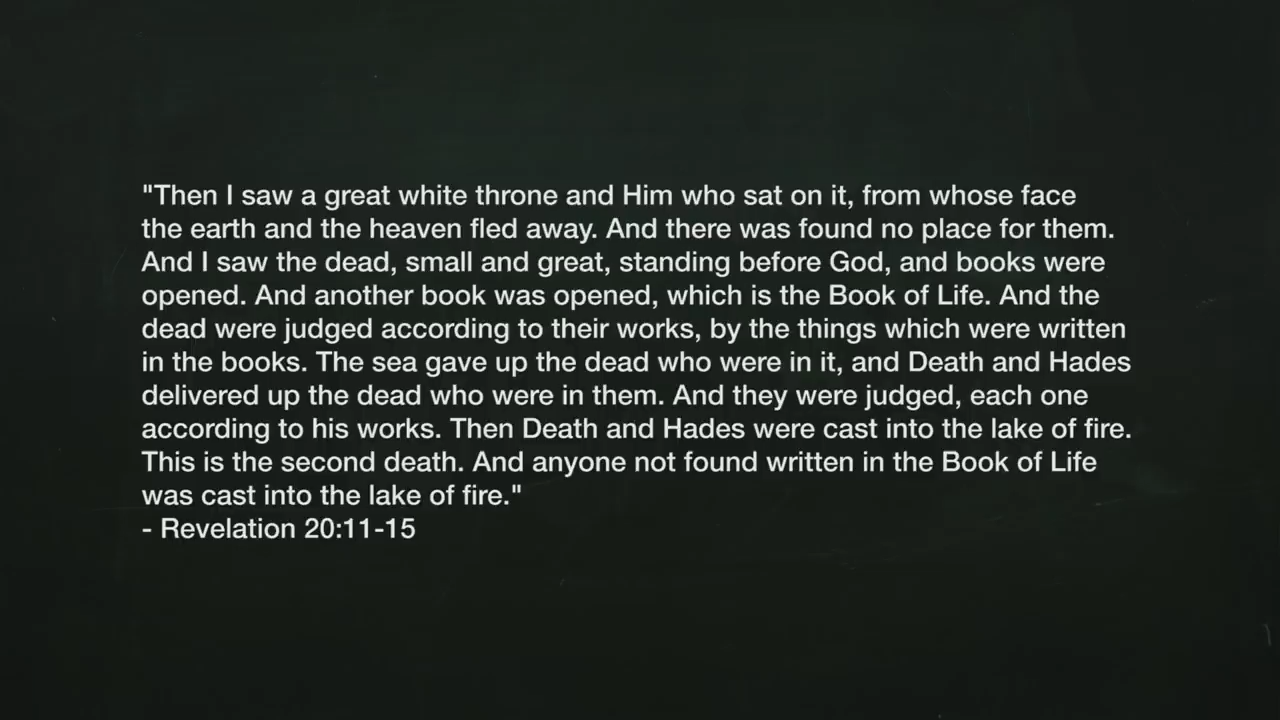 "Then I saw a great white throne and Him who sat on it, from whose face
the earth and the heaven fled away. And there was found no place for them.
And I saw the dead, small and great, standing before God, and books were
opened. And another book was opened, which is the Book of Life. And the
dead were judged according to their works, by the things which were written
in the books. The sea gave up the dead who were in it, and Death and Hades
delivered up the dead who were in them. And they were judged, each one
according to his works. Then Death and Hades were cast into the lake of fire.
This is the second death. And anyone not found written in the Book of Life
was cast into the lake of fire."
- Revelation 20:11-15